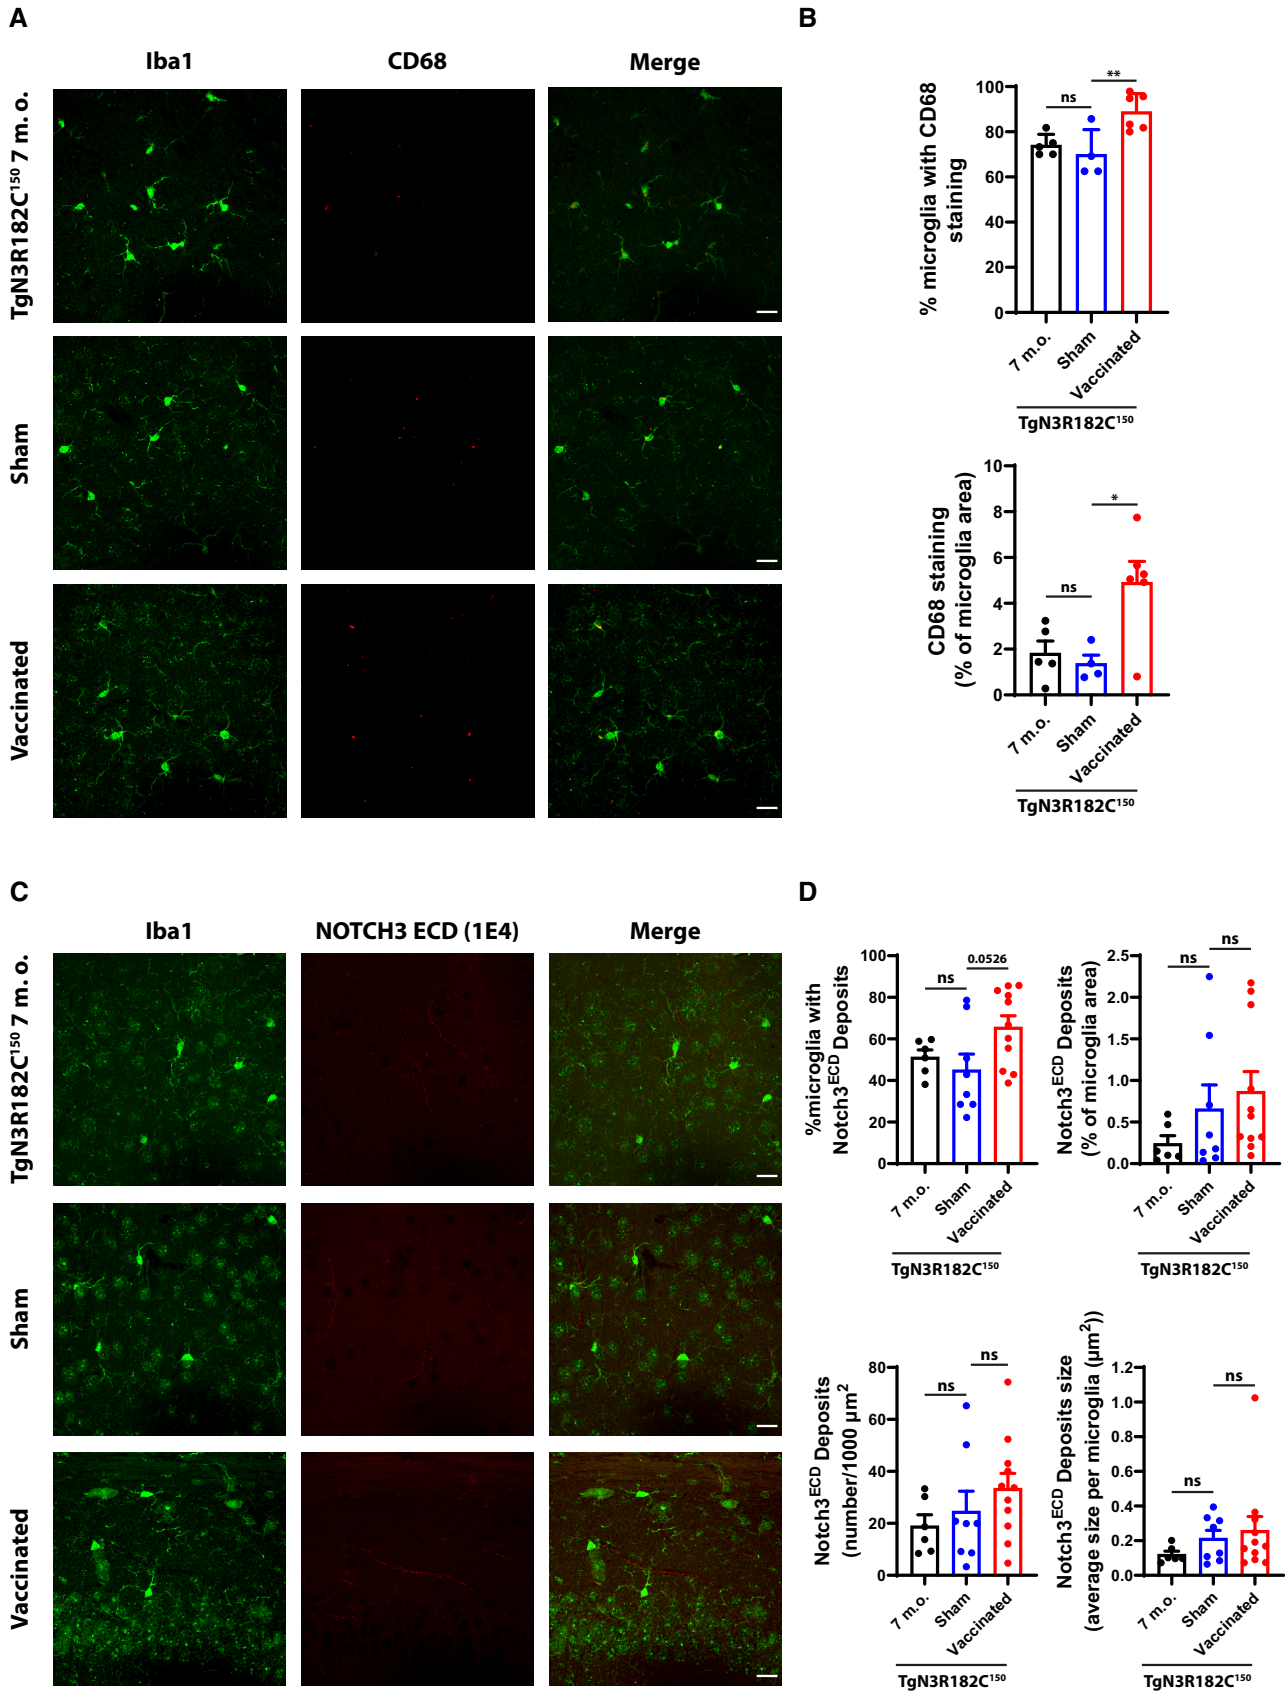 A
Iba1
CD68
Merge
TgN3R182C¹⁵⁰ 7 m. o.
Sham
Vaccinated
B
% microglia with CD68
staining
100
80
60
40
20
0
ns
**
7 m.o.
Sham
Vaccinated
TgN3R182C¹⁵⁰
CD68 staining
(% of microglia area)
10
8
6
4
2
0
ns
*
7 m.o.
Sham
Vaccinated
TgN3R182C¹⁵⁰
C
Iba1
NOTCH3 ECD (1E4)
Merge
TgN3R182C¹⁵⁰ 7 m. o.
Sham
Vaccinated
D
%microglia with
Notch3ᴱᶜᴰ Deposits
100
80
60
40
20
0
ns
0.0526
7 m.o.
Sham
Vaccinated
TgN3R182C¹⁵⁰
Notch3ᴱᶜᴰ Deposits
(% of microglia area)
2.5
2.0
1.5
1.0
0.5
0.0
ns
ns
7 m.o.
Sham
Vaccinated
TgN3R182C¹⁵⁰
Notch3ᴱᶜᴰ Deposits
(number/1000 µm²
80
60
40
20
0
ns
ns
7 m.o.
Sham
Vaccinated
TgN3R182C¹⁵⁰
Notch3ᴱᶜᴰ Deposits size
(average size per microglia (µm²))
1.2
1.0
0.8
0.6
0.4
0.2
0.0
ns
ns
7 m.o.
Sham
Vaccinated
TgN3R182C¹⁵⁰